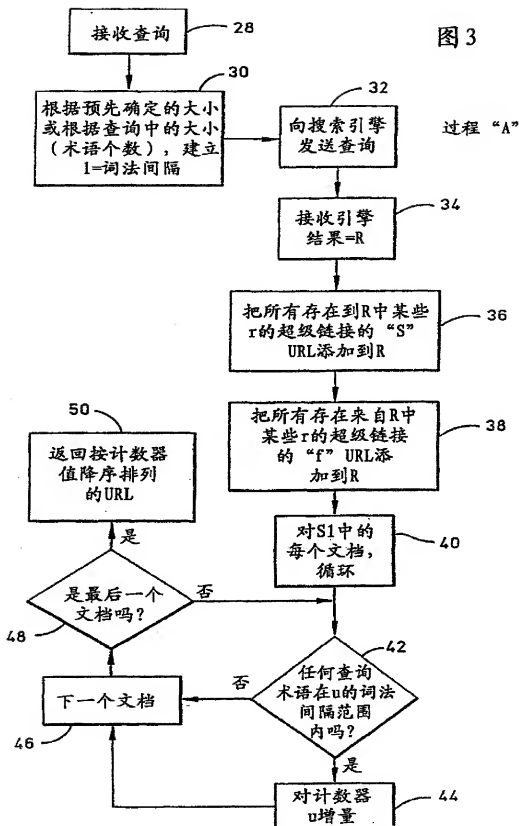 图3
过程“A”
接收查询
28
30
根据预先确定的大小
或根据查询中的大小
(术语个数),建立
1=词法间隔
32
向搜索引擎
发送查询
34
接收引擎
结果=R
36
把所有存在到R中某些
r的超级链接的“S”
URL添加到R
38
把所有存在来自R中
某些r的超级链接
的“f”URL添
加到R
40
对S1中的
每个文档,
循环
42
任何查询
术语在u的词法
间隔范围
内吗?
是
否
44
对计数器
u增量
46
下一个文档
48
是最后一个
文档吗?
否
是
50
返回按计数器
值降序排列
的URL